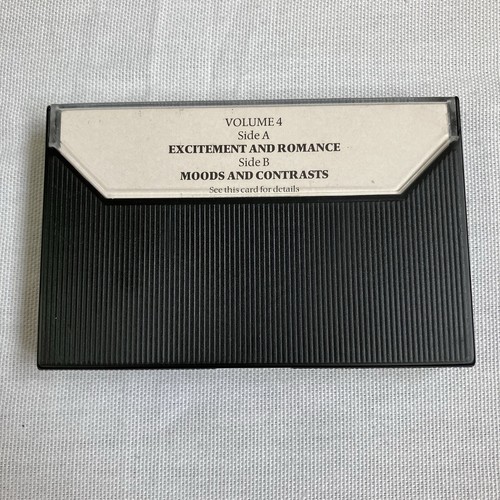 VOLUME 4
Side A
EXCITEMENT AND ROMANCE
Side B
MOODS AND CONTRASTS
See this card for details